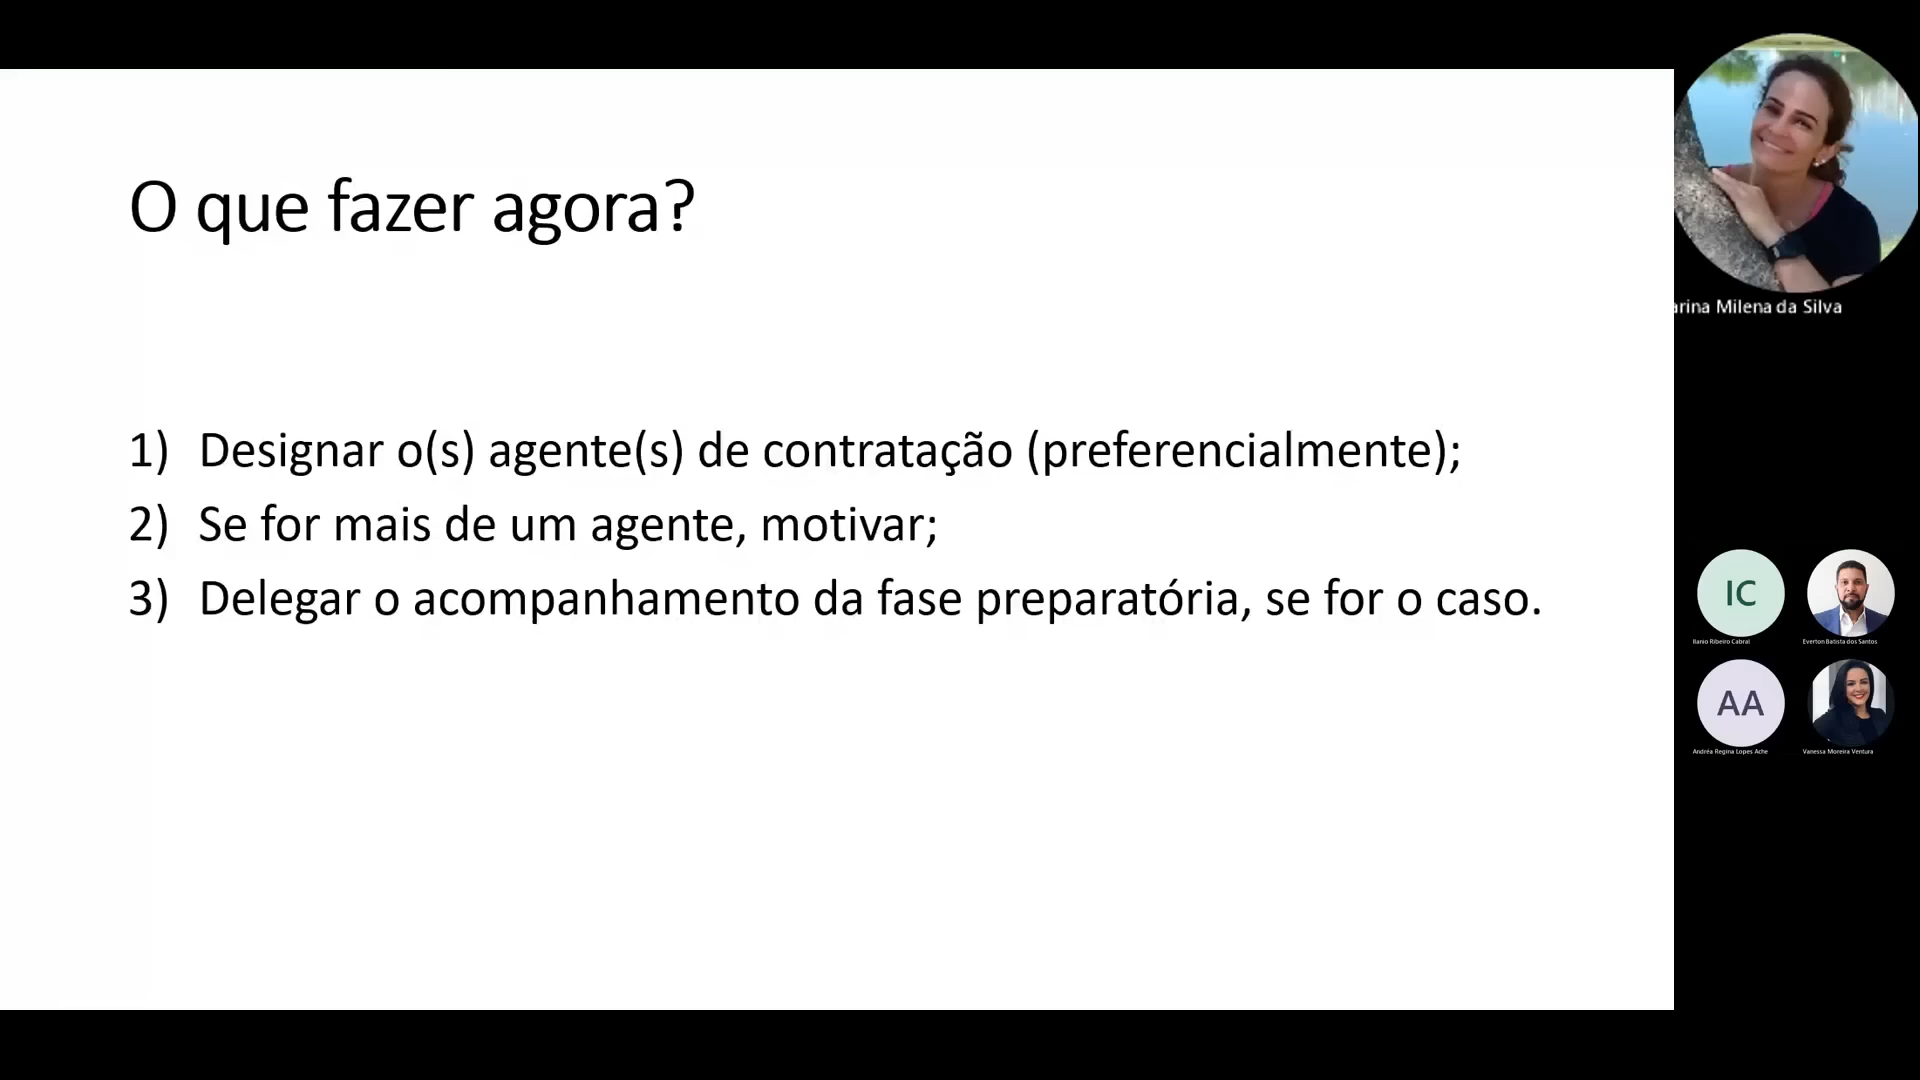 O que fazer agora?
1) Designar o(s) agente(s) de contratação (preferencialmente);
2) Se for mais de um agente, motivar;
3) Delegar o acompanhamento da fase preparatória, se for o caso.
arina Milena da Silva
IC
Ilanio Ribeiro Cabral
Everton Batista dos Santos
AA
Andréa Regina Lopes Ache
Vanessa Moreira Ventura